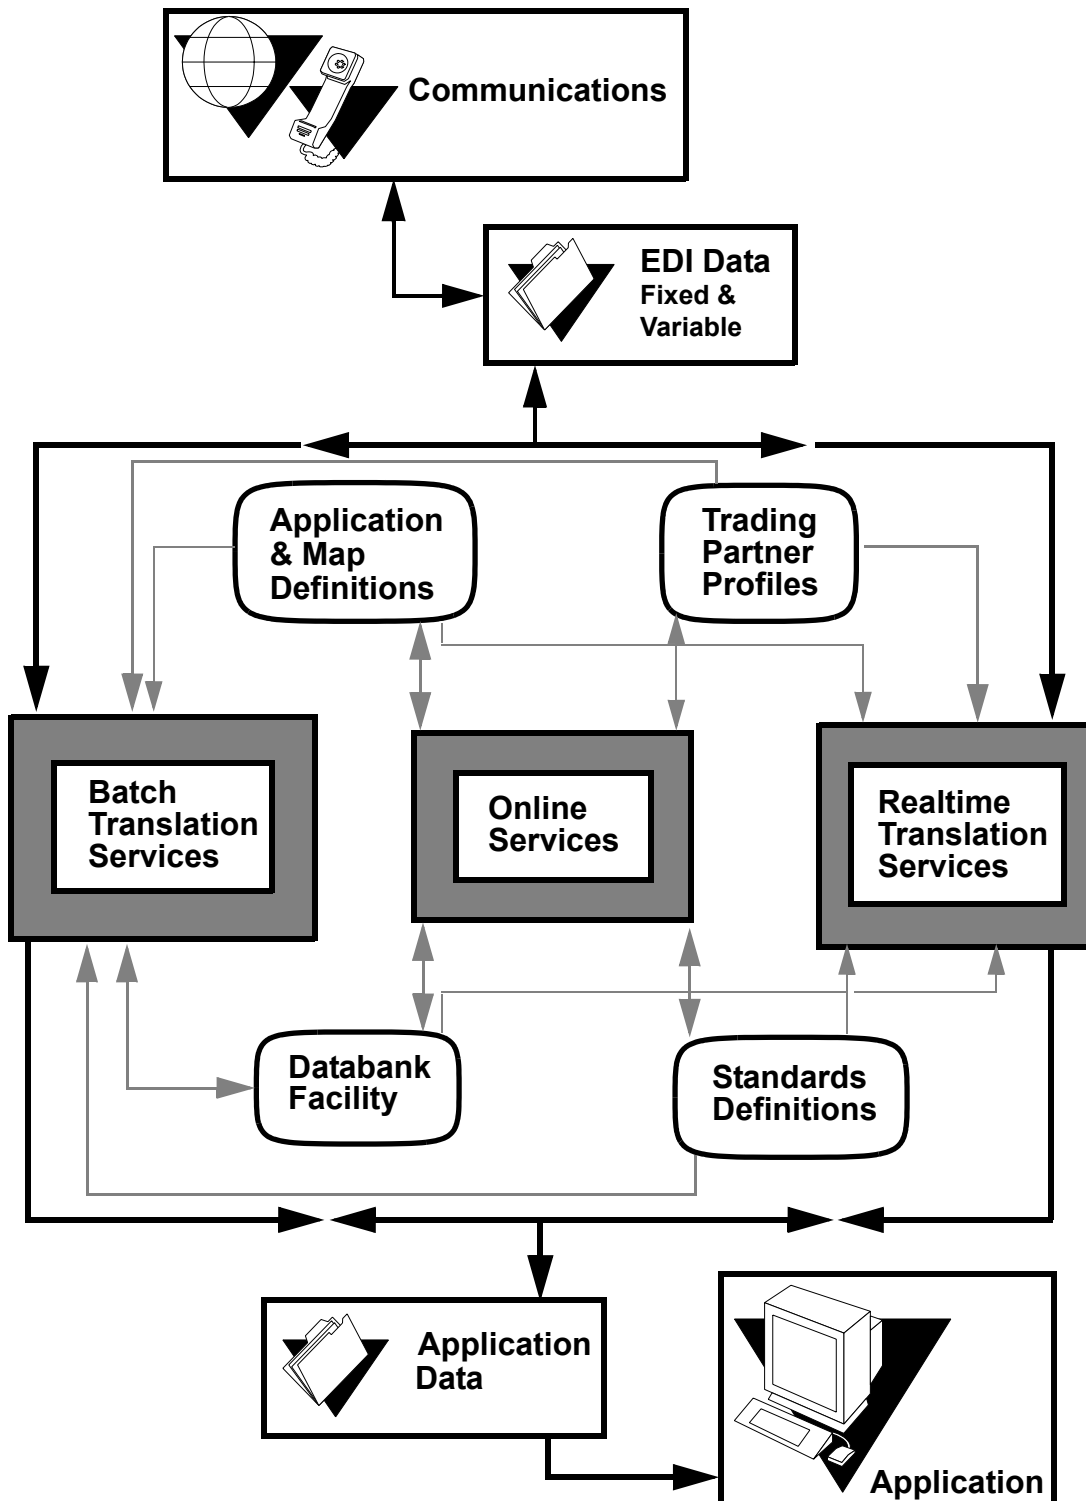 Communications
EDI Data
Fixed &
Variable
Application
& Map
Definitions
Trading
Partner
Profiles
Batch
Translation
Services
Online
Services
Realtime
Translation
Services
Databank
Facility
Standards
Definitions
Application
Data
Application